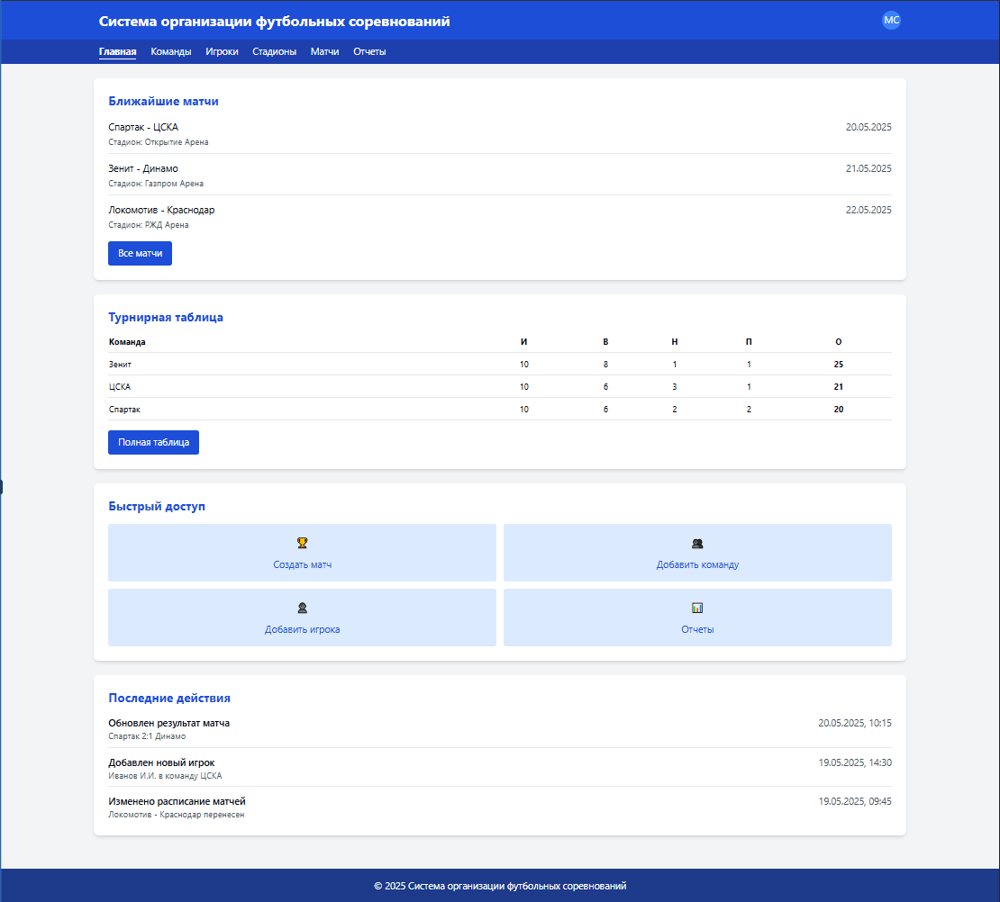 Система организации футбольных соревнований
МС
Главная Команды Игроки Стадионы Матчи Отчеты
Ближайшие матчи
Спартак - ЦСКА 20.05.2025
Стадион: Открытие Арена
Зенит - Динамо 21.05.2025
Стадион: Газпром Арена
Локомотив - Краснодар 22.05.2025
Стадион: РЖД Арена
Все матчи
Турнирная таблица
Команда И В Н П О
Зенит 10 8 1 1 25
ЦСКА 10 6 3 1 21
Спартак 10 6 2 2 20
Полная таблица
Быстрый доступ
Создать матч
Добавить команду
Добавить игрока
Отчеты
Последние действия
Обновлен результат матча 20.05.2025, 10:15
Спартак 2:1 Динамо
Добавлен новый игрок 19.05.2025, 14:30
Иванов И.И. в команду ЦСКА
Изменено расписание матчей 19.05.2025, 09:45
Локомотив - Краснодар перенесен
© 2025 Система организации футбольных соревнований